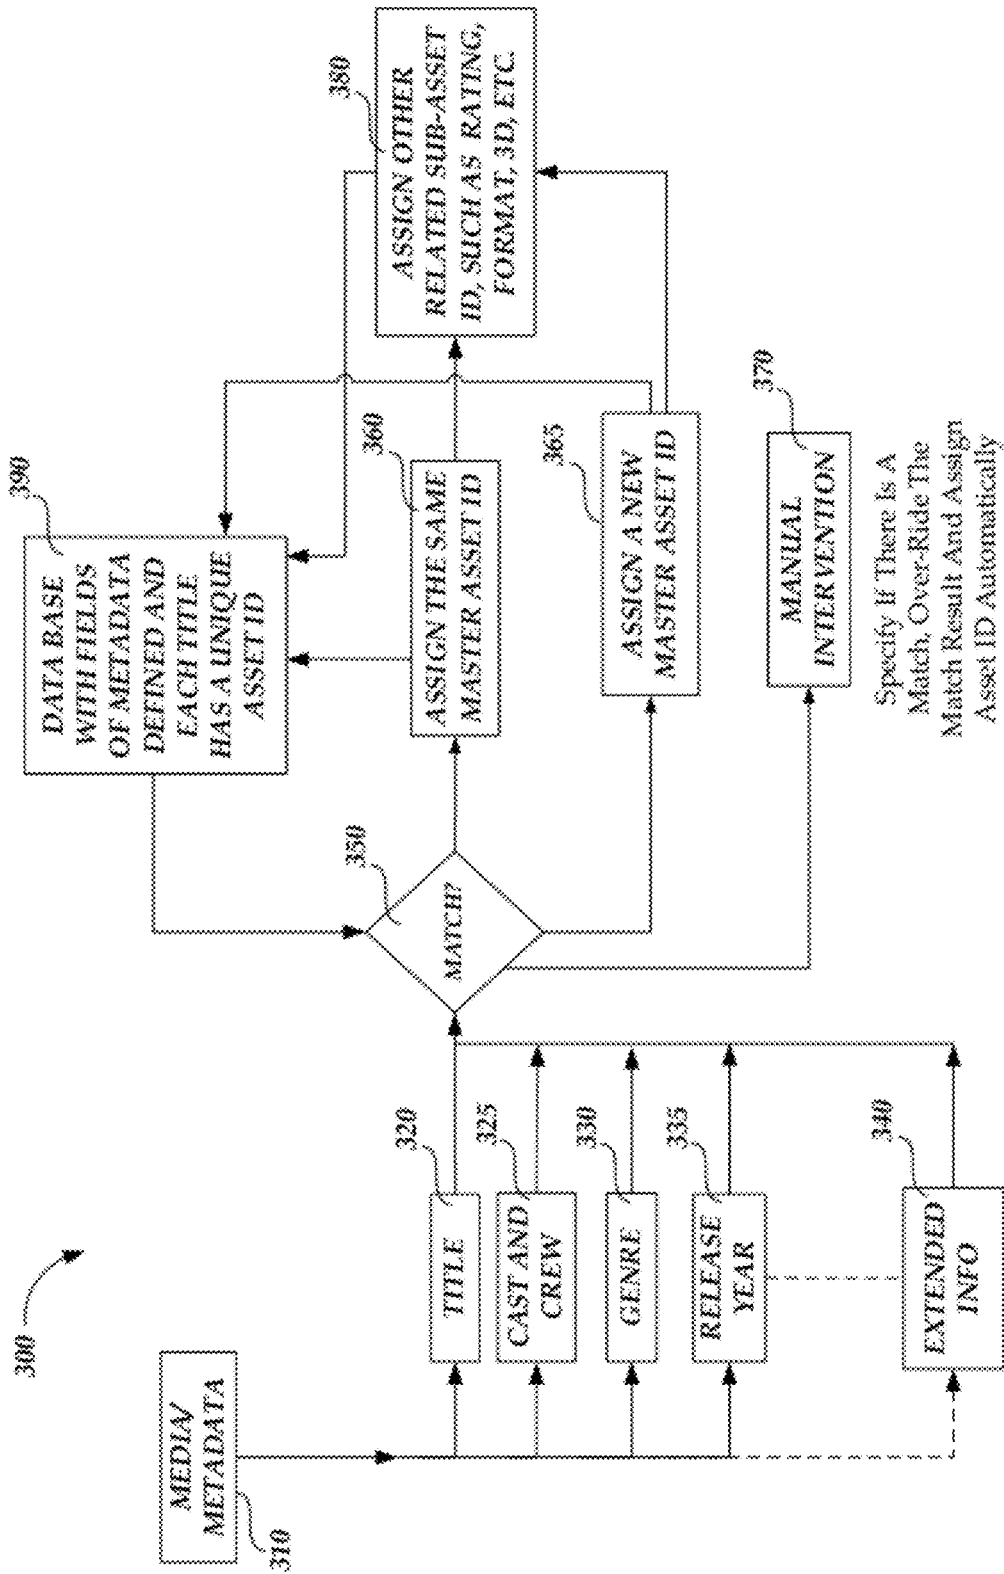 300
310
MEDIA/
METADATA
320
TITLE
325
CAST AND
CREW
330
GENRE
335
RELEASE
YEAR
340
EXTENDED
INFO
350
MATCH?
390
DATA BASE
WITH FIELDS
OF METADATA
DEFINED AND
EACH TITLE
HAS A UNIQUE
ASSET ID
360
ASSIGN THE SAME
MASTER ASSET ID
365
ASSIGN A NEW
MASTER ASSET ID
370
MANUAL
INTERVENTION
Specify If There Is A
Match, Over-Ride The
Match Result And Assign
Asset ID Automatically
380
ASSIGN OTHER
RELATED SUB-ASSET
ID, SUCH AS RATING,
FORMAT, 3D, ETC.